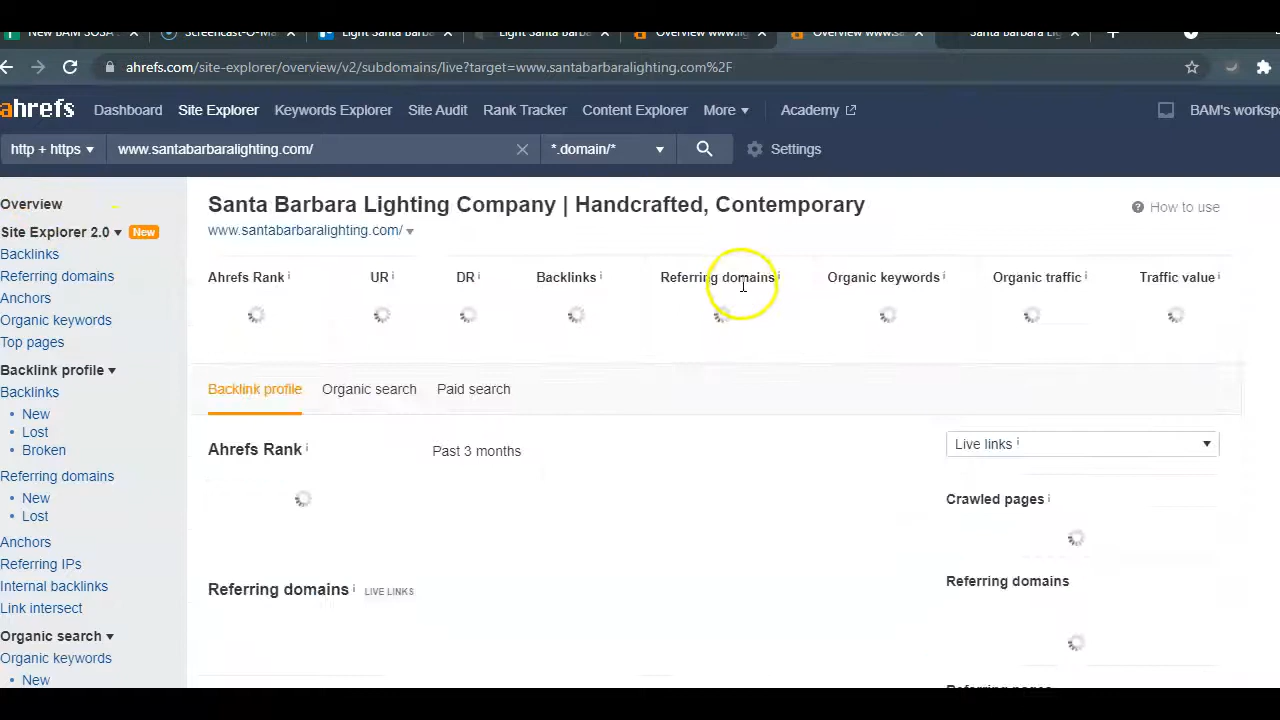 New BAM SOSA
Screencast-O-Ma
Light Santa Barba
Light Santa Barba
Overview www.lig
Overview www.sa
Santa Barbara Lig
ahrefs.com/site-explorer/overview/v2/subdomains/live?target=www.santabarbaralighting.com%2F
ahrefs Dashboard Site Explorer Keywords Explorer Site Audit Rank Tracker Content Explorer More Academy BAM's workspa
http + https www.santabarbaralighting.com/ *.domain/* Settings
Overview
Site Explorer 2.0 New
Backlinks
Referring domains
Anchors
Organic keywords
Top pages
Backlink profile
Backlinks
• New
• Lost
• Broken
Referring domains
• New
• Lost
Anchors
Referring IPs
Internal backlinks
Link intersect
Organic search
Organic keywords
• New
Santa Barbara Lighting Company | Handcrafted, Contemporary
How to use
www.santabarbaralighting.com/
Ahrefs Rank UR DR Backlinks Referring domains Organic keywords Organic traffic Traffic value
Backlink profile Organic search Paid search
Ahrefs Rank Past 3 months
Live links
Crawled pages
Referring domains LIVE LINKS
Referring domains
Referring pages